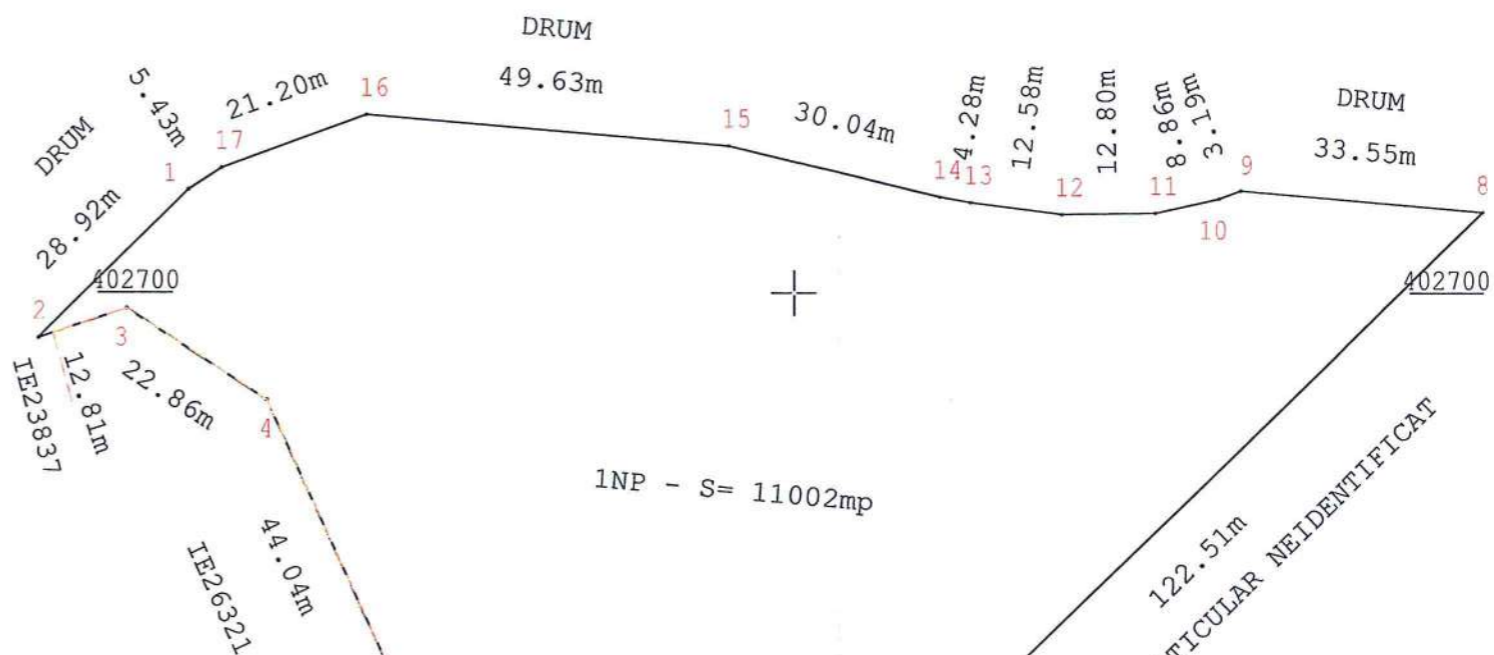 DRUM
DRUM
5.43m
21.20m
16
49.63m
15
30.04m
4.28m
12.58m
12.80m
8.86m
3.19m
DRUM
33.55m
17
1
14
13
12
11
10
9
8
28.92m
402700
402700
2
3
12.81m
22.86m
IE23837
4
1NP - S= 11002mp
44.04m
IE26321
122.51m
TICULAR NEIDENTIFICAT